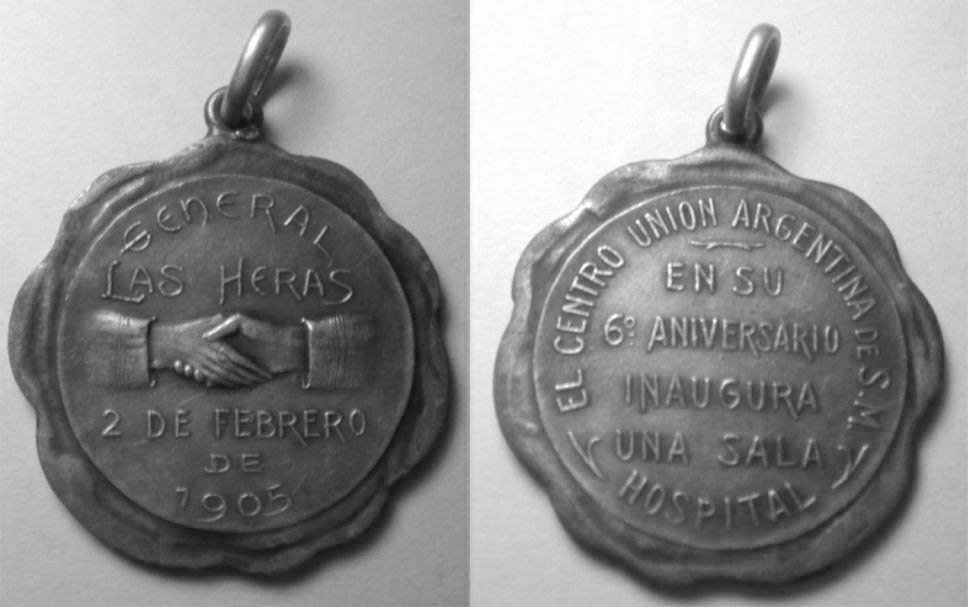 GENERAL
LAS HERAS
2 DE FEBRERO
DE
1905
EL CENTRO UNION ARGENTINA DE S. M.
EN SU
6º ANIVERSARIO
INAUGURA
UNA SALA
HOSPITAL